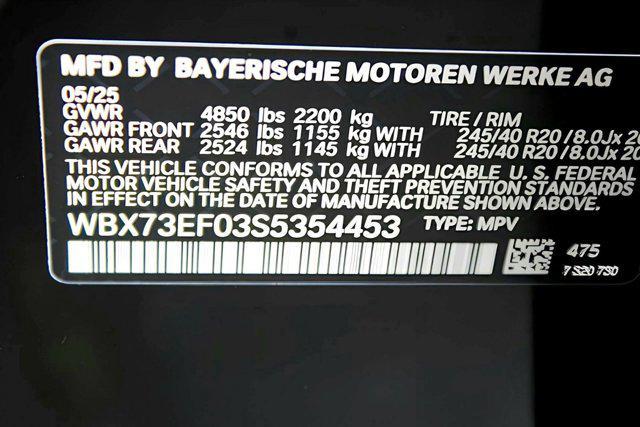 MFD BY BAYERISCHE MOTOREN WERKE AG
05/25
GVWR 4850 lbs 2200 kg TIRE / RIM
GAWR FRONT 2546 lbs 1155 kg WITH 245/40 R20/8.0Jx 20
GAWR REAR 2524 lbs 1145 kg WITH 245/40 R20/8.0Jx 20
THIS VEHICLE CONFORMS TO ALL APPLICABLE U.S. FEDERAL
MOTOR VEHICLE SAFETY AND THEFT PREVENTION STANDARDS
IN EFFECT ON THE DATE OF MANUFACTURE SHOWN ABOVE.
WBX73EF03S5354453 TYPE: MPV
475